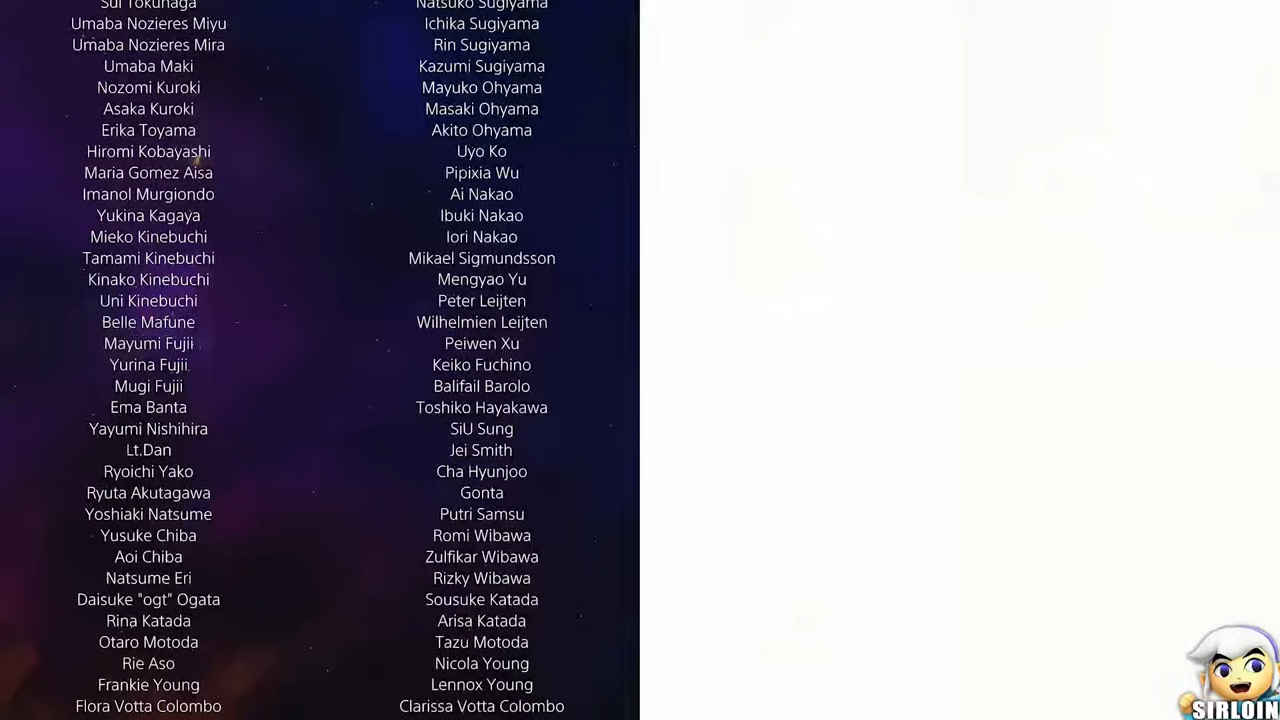 Sui Tokunaga
Natsuko Sugiyama
Umaba Nozieres Miyu
Ichika Sugiyama
Umaba Nozieres Mira
Rin Sugiyama
Umaba Maki
Kazumi Sugiyama
Nozomi Kuroki
Mayuko Ohyama
Asaka Kuroki
Masaki Ohyama
Erika Toyama
Akito Ohyama
Hiromi Kobayashi
Uyo Ko
Maria Gomez Aisa
Pipixia Wu
Imanol Murgiondo
Ai Nakao
Yukina Kagaya
Ibuki Nakao
Mieko Kinebuchi
Iori Nakao
Tamami Kinebuchi
Mikael Sigmundsson
Kinako Kinebuchi
Mengyao Yu
Uni Kinebuchi
Peter Leijten
Belle Mafune
Wilhelmien Leijten
Mayumi Fujii
Peiwen Xu
Yurina Fujii
Keiko Fuchino
Mugi Fujii
Balifail Barolo
Ema Banta
Toshiko Hayakawa
Yayumi Nishihira
SiU Sung
Lt.Dan
Jei Smith
Ryoichi Yako
Cha Hyunjoo
Ryuta Akutagawa
Gonta
Yoshiaki Natsume
Putri Samsu
Yusuke Chiba
Romi Wibawa
Aoi Chiba
Zulfikar Wibawa
Natsume Eri
Rizky Wibawa
Daisuke "ogt" Ogata
Sousuke Katada
Rina Katada
Arisa Katada
Otaro Motoda
Tazu Motoda
Rie Aso
Nicola Young
Frankie Young
Lennox Young
Flora Votta Colombo
Clarissa Votta Colombo
SIRLOIN